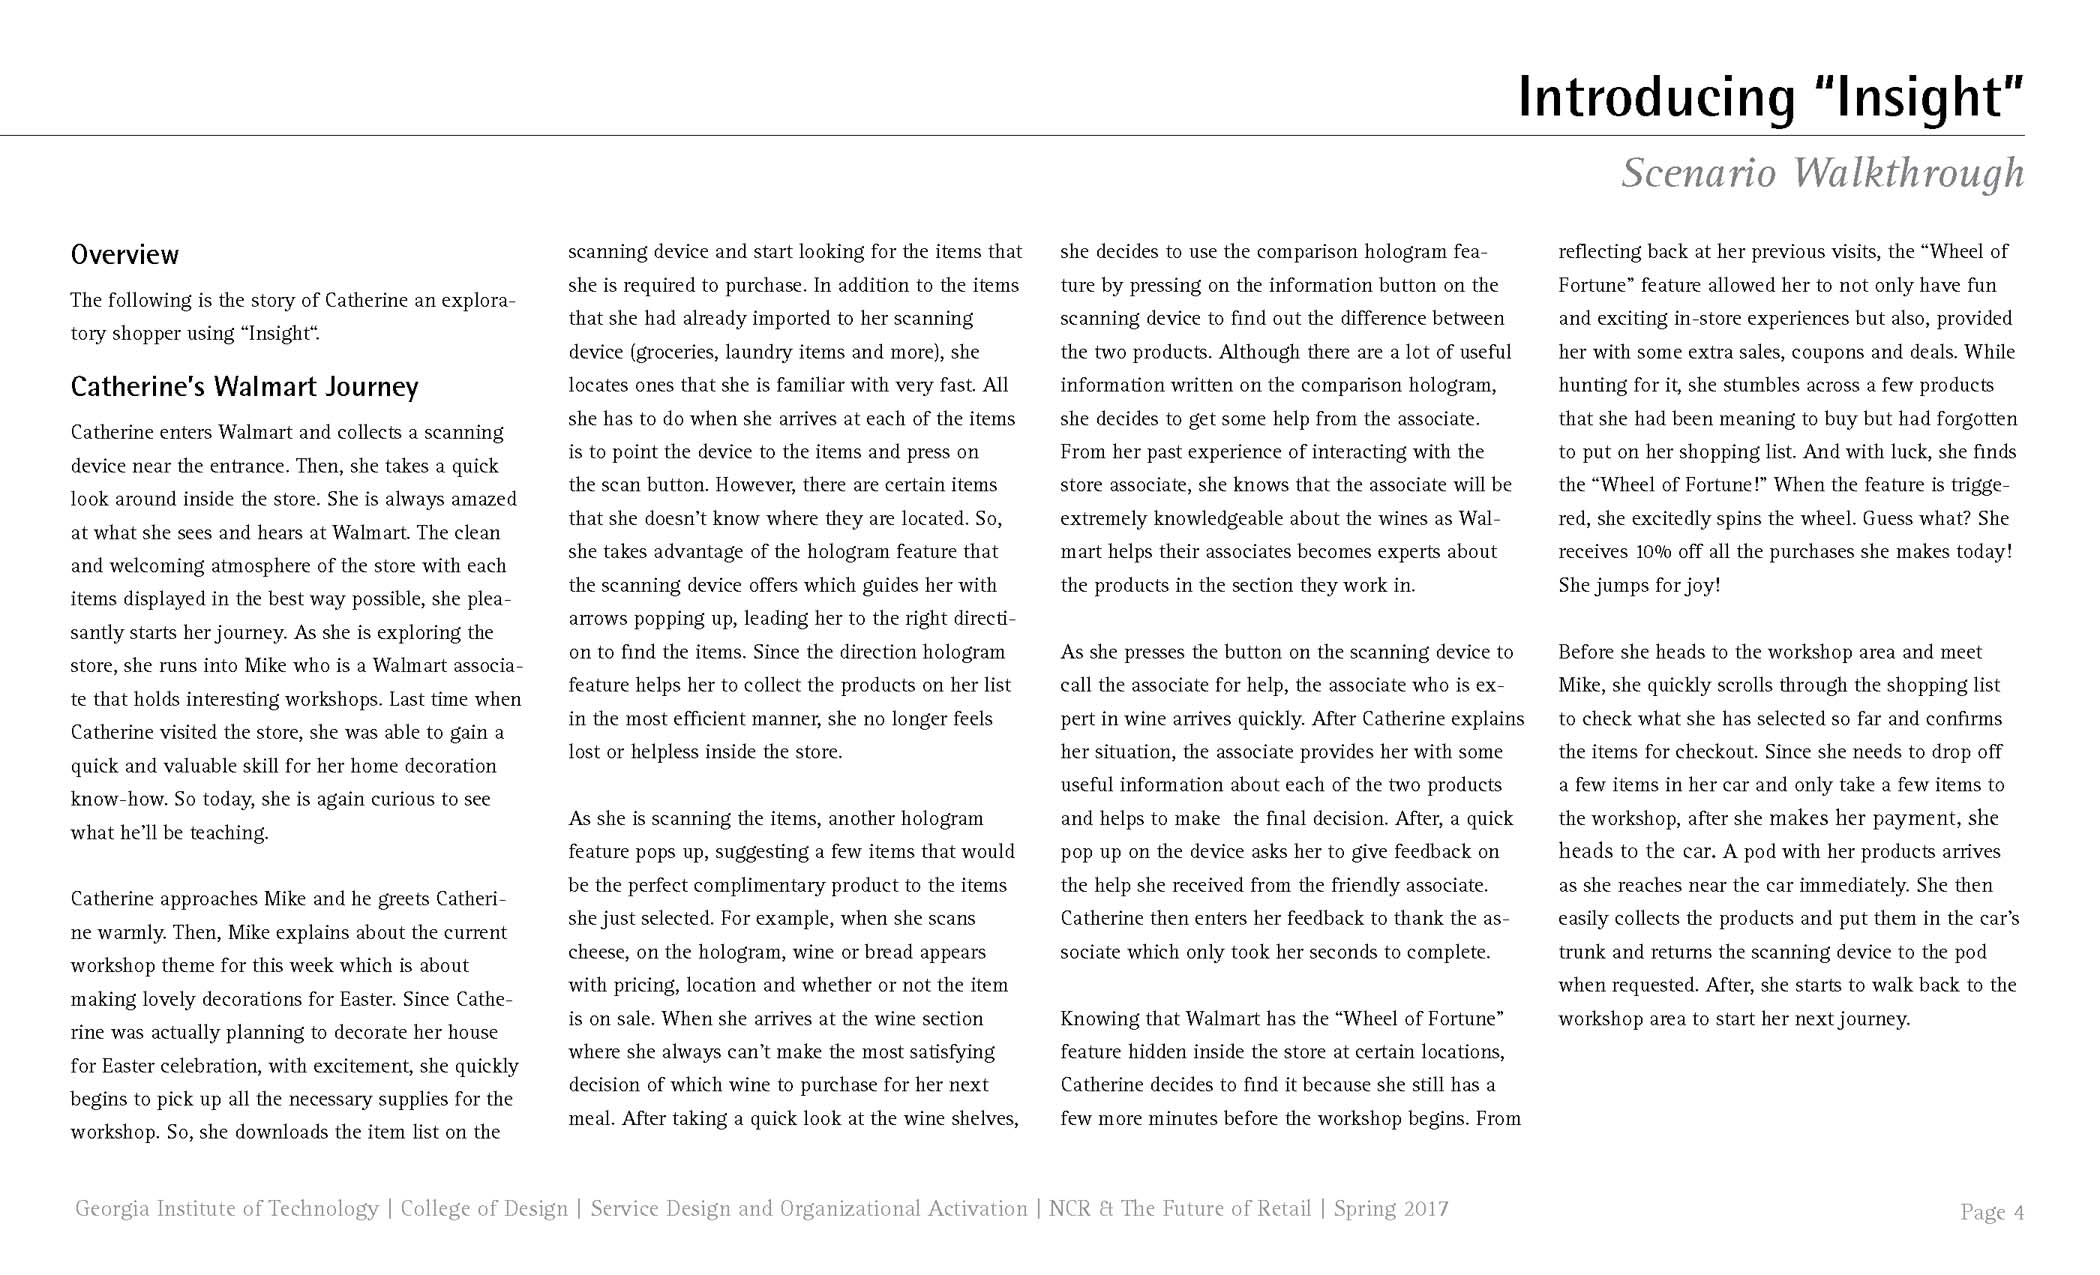 Introducing “Insight”
Scenario Walkthrough
Overview
The following is the story of Catherine an explora-
tory shopper using “Insight“.
Catherine’s Walmart Journey
Catherine enters Walmart and collects a scanning
device near the entrance. Then, she takes a quick
look around inside the store. She is always amazed
at what she sees and hears at Walmart. The clean
and welcoming atmosphere of the store with each
items displayed in the best way possible, she plea-
santly starts her journey. As she is exploring the
store, she runs into Mike who is a Walmart associa-
te that holds interesting workshops. Last time when
Catherine visited the store, she was able to gain a
quick and valuable skill for her home decoration
know-how. So today, she is again curious to see
what he’ll be teaching.
Catherine approaches Mike and he greets Catheri-
ne warmly. Then, Mike explains about the current
workshop theme for this week which is about
making lovely decorations for Easter. Since Cathe-
rine was actually planning to decorate her house
for Easter celebration, with excitement, she quickly
begins to pick up all the necessary supplies for the
workshop. So, she downloads the item list on the
scanning device and start looking for the items that
she is required to purchase. In addition to the items
that she had already imported to her scanning
device (groceries, laundry items and more), she
locates ones that she is familiar with very fast. All
she has to do when she arrives at each of the items
is to point the device to the items and press on
the scan button. However, there are certain items
that she doesn’t know where they are located. So,
she takes advantage of the hologram feature that
the scanning device offers which guides her with
arrows popping up, leading her to the right directi-
on to find the items. Since the direction hologram
feature helps her to collect the products on her list
in the most efficient manner, she no longer feels
lost or helpless inside the store.
As she is scanning the items, another hologram
feature pops up, suggesting a few items that would
be the perfect complimentary product to the items
she just selected. For example, when she scans
cheese, on the hologram, wine or bread appears
with pricing, location and whether or not the item
is on sale. When she arrives at the wine section
where she always can’t make the most satisfying
decision of which wine to purchase for her next
meal. After taking a quick look at the wine shelves,
she decides to use the comparison hologram fea-
ture by pressing on the information button on the
scanning device to find out the difference between
the two products. Although there are a lot of useful
information written on the comparison hologram,
she decides to get some help from the associate.
From her past experience of interacting with the
store associate, she knows that the associate will be
extremely knowledgeable about the wines as Wal-
mart helps their associates becomes experts about
the products in the section they work in.
As she presses the button on the scanning device to
call the associate for help, the associate who is ex-
pert in wine arrives quickly. After Catherine explains
her situation, the associate provides her with some
useful information about each of the two products
and helps to make  the final decision. After, a quick
pop up on the device asks her to give feedback on
the help she received from the friendly associate.
Catherine then enters her feedback to thank the as-
sociate which only took her seconds to complete.
Knowing that Walmart has the “Wheel of Fortune”
feature hidden inside the store at certain locations,
Catherine decides to find it because she still has a
few more minutes before the workshop begins. From
reflecting back at her previous visits, the “Wheel of
Fortune” feature allowed her to not only have fun
and exciting in-store experiences but also, provided
her with some extra sales, coupons and deals. While
hunting for it, she stumbles across a few products
that she had been meaning to buy but had forgotten
to put on her shopping list. And with luck, she finds
the “Wheel of Fortune!” When the feature is trigge-
red, she excitedly spins the wheel. Guess what? She
receives 10% off all the purchases she makes today!
She jumps for joy!
Before she heads to the workshop area and meet
Mike, she quickly scrolls through the shopping list
to check what she has selected so far and confirms
the items for checkout. Since she needs to drop off
a few items in her car and only take a few items to
the workshop, after she makes her payment, she
heads to the car. A pod with her products arrives
as she reaches near the car immediately. She then
easily collects the products and put them in the car’s
trunk and returns the scanning device to the pod
when requested. After, she starts to walk back to the
workshop area to start her next journey.
Georgia Institute of Technology | College of Design | Service Design and Organizational Activation | NCR & The Future of Retail | Spring 2017
Page 4